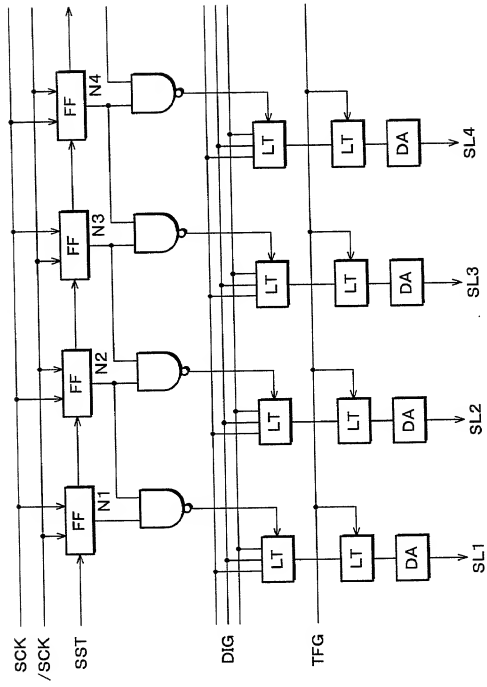 SCK
/SCK
SST
FF
FF
FF
FF
N1
N2
N3
N4
DIG
LT
LT
LT
LT
TFG
LT
LT
LT
LT
DA
DA
DA
DA
SL1
SL2
SL3
SL4